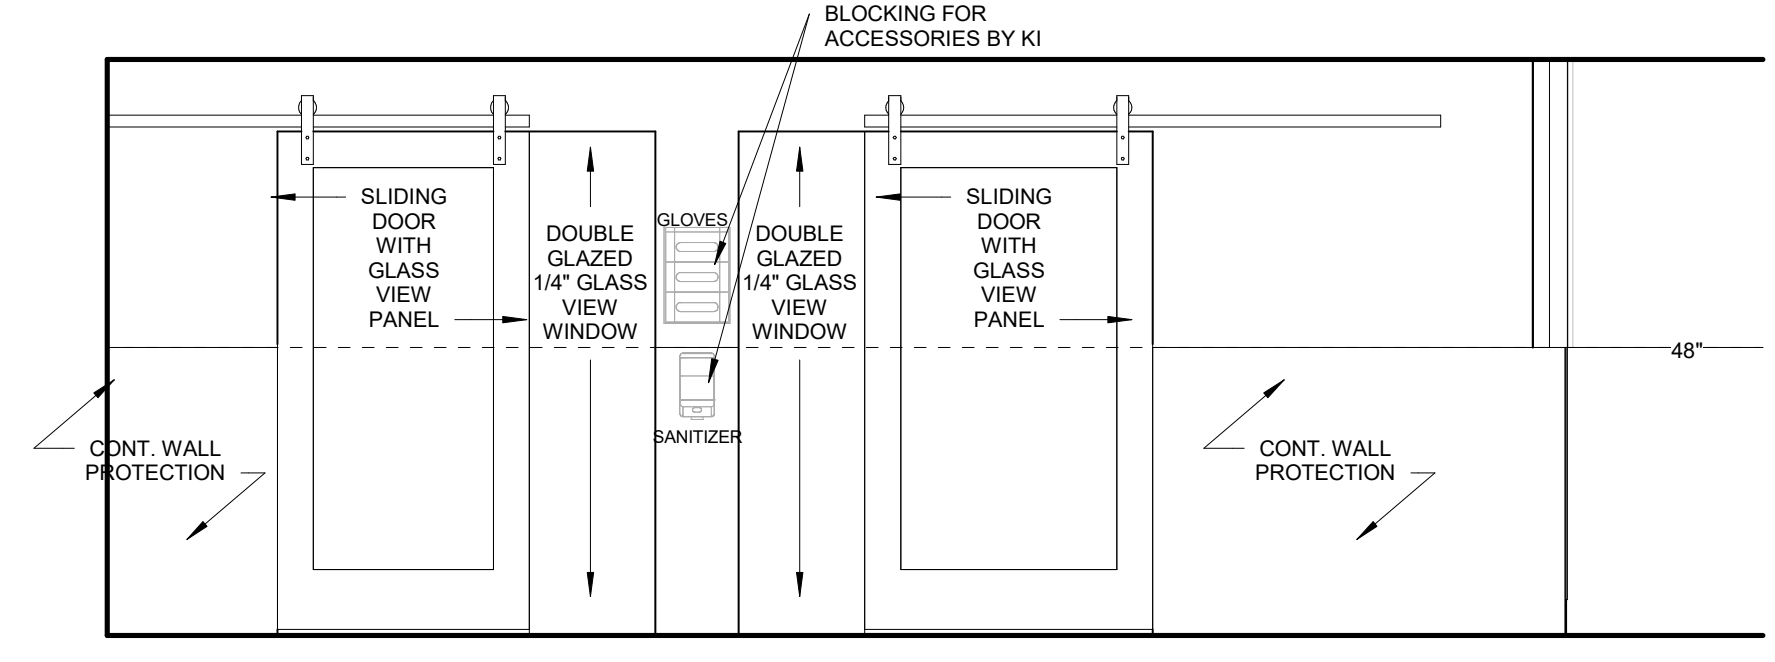 BLOCKING FOR
ACCESSORIES BY KI
SLIDING
DOOR
WITH
GLASS
VIEW
PANEL
DOUBLE
GLAZED
1/4" GLASS
VIEW
WINDOW
GLOVES
DOUBLE
GLAZED
1/4" GLASS
VIEW
WINDOW
SLIDING
DOOR
WITH
GLASS
VIEW
PANEL
48"
SANITIZER
CONT. WALL
PROTECTION
CONT. WALL
PROTECTION